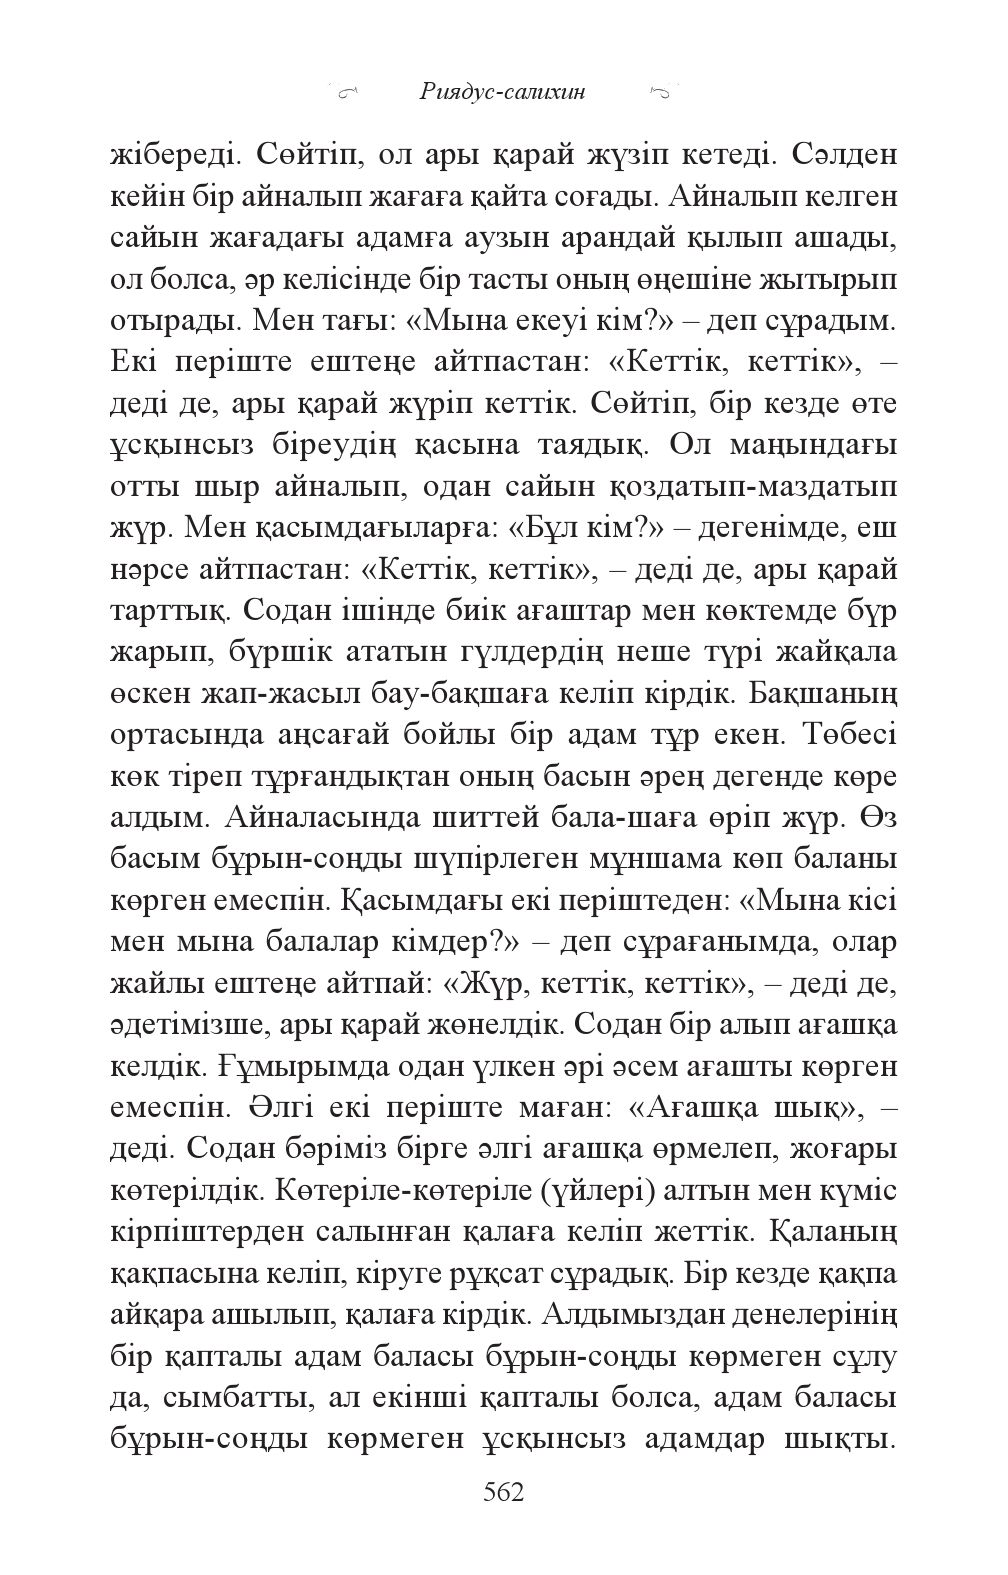 Риядус-салихин
жібереді. Сөйтіп, ол ары қарай жүзіп кетеді. Сәлден
кейін бір айналып жағаға қайта соғады. Айналып келген
сайын жағадағы адамға аузын арандай қылып ашады,
ол болса, әр келісінде бір тасты оның өңешіне жытырып
отырады. Мен тағы: «Мына екеуі кім?» – деп сұрадым.
Екі періште ештеңе айтпастан: «Кеттік, кеттік», –
деді де, ары қарай жүріп кеттік. Сөйтіп, бір кезде өте
ұсқынсыз біреудің қасына таядық. Ол маңындағы
отты шыр айналып, одан сайын қоздатып-маздатып
жүр. Мен қасымдағыларға: «Бұл кім?» – дегенімде, еш
нәрсе айтпастан: «Кеттік, кеттік», – деді де, ары қарай
тарттық. Содан ішінде биік ағаштар мен көктемде бүр
жарып, бүршік ататын гүлдердің неше түрі жайқала
өскен жап-жасыл бау-бақшаға келіп кірдік. Бақшаның
ортасында аңсағай бойлы бір адам тұр екен. Төбесі
көк тіреп тұрғандықтан оның басын әрең дегенде көре
алдым. Айналасында шиттей бала-шаға өріп жүр. Өз
басым бұрын-соңды шүпірлеген мұншама көп баланы
көрген емеспін. Қасымдағы екі періштеден: «Мына кісі
мен мына балалар кімдер?» – деп сұрағанымда, олар
жайлы ештеңе айтпай: «Жүр, кеттік, кеттік», – деді де,
әдетімізше, ары қарай жөнелдік. Содан бір алып ағашқа
келдік. Ғұмырымда одан үлкен әрі әсем ағашты көрген
емеспін. Әлгі екі періште маған: «Ағашқа шық», –
деді. Содан бәріміз бірге әлгі ағашқа өрмелеп, жоғары
көтерілдік. Көтеріле-көтеріле (үйлері) алтын мен күміс
кірпіштерден салынған қалаға келіп жеттік. Қаланың
қақпасына келіп, кіруге рұқсат сұрадық. Бір кезде қақпа
айқара ашылып, қалаға кірдік. Алдымыздан денелерінің
бір қапталы адам баласы бұрын-соңды көрмеген сұлу
да, сымбатты, ал екінші қапталы болса, адам баласы
бұрын-соңды көрмеген ұсқынсыз адамдар шықты.
562